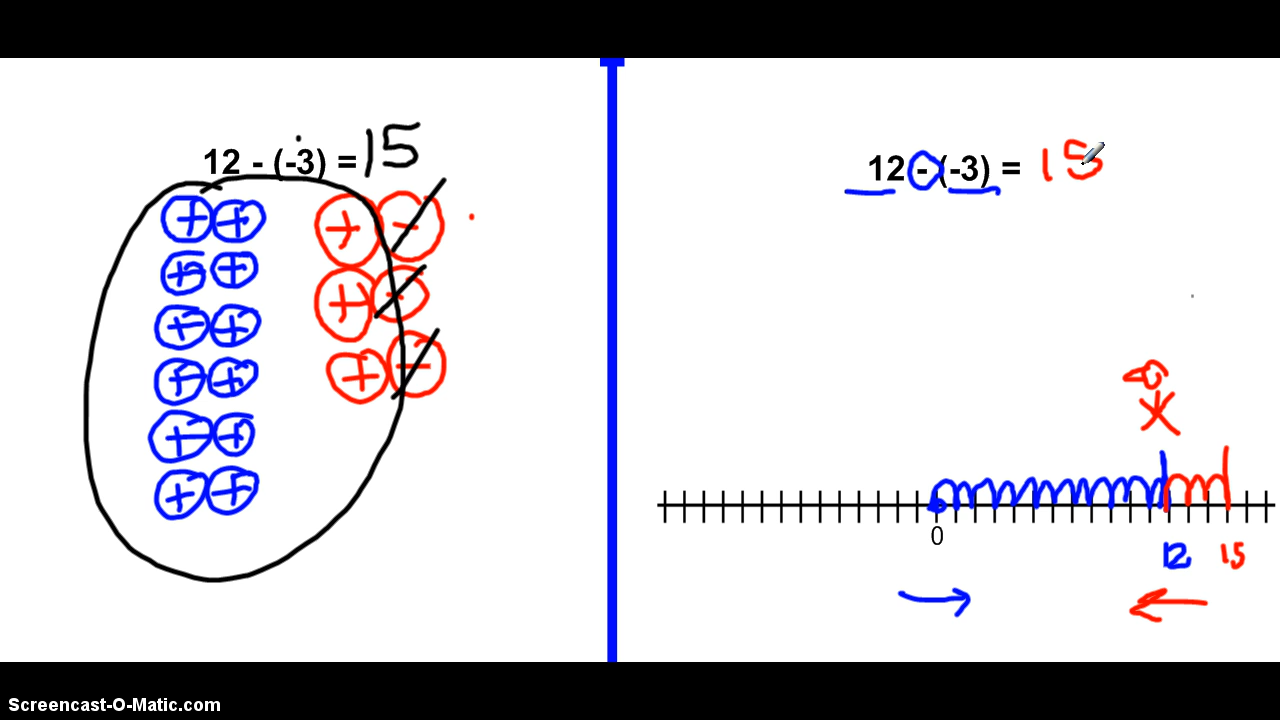 12 - (-3) = 15
+ + + -
+ + + -
+ + + -
+ +
+ +
+ +
12 - (-3) = 15
0
12 15
Screencast-O-Matic.com